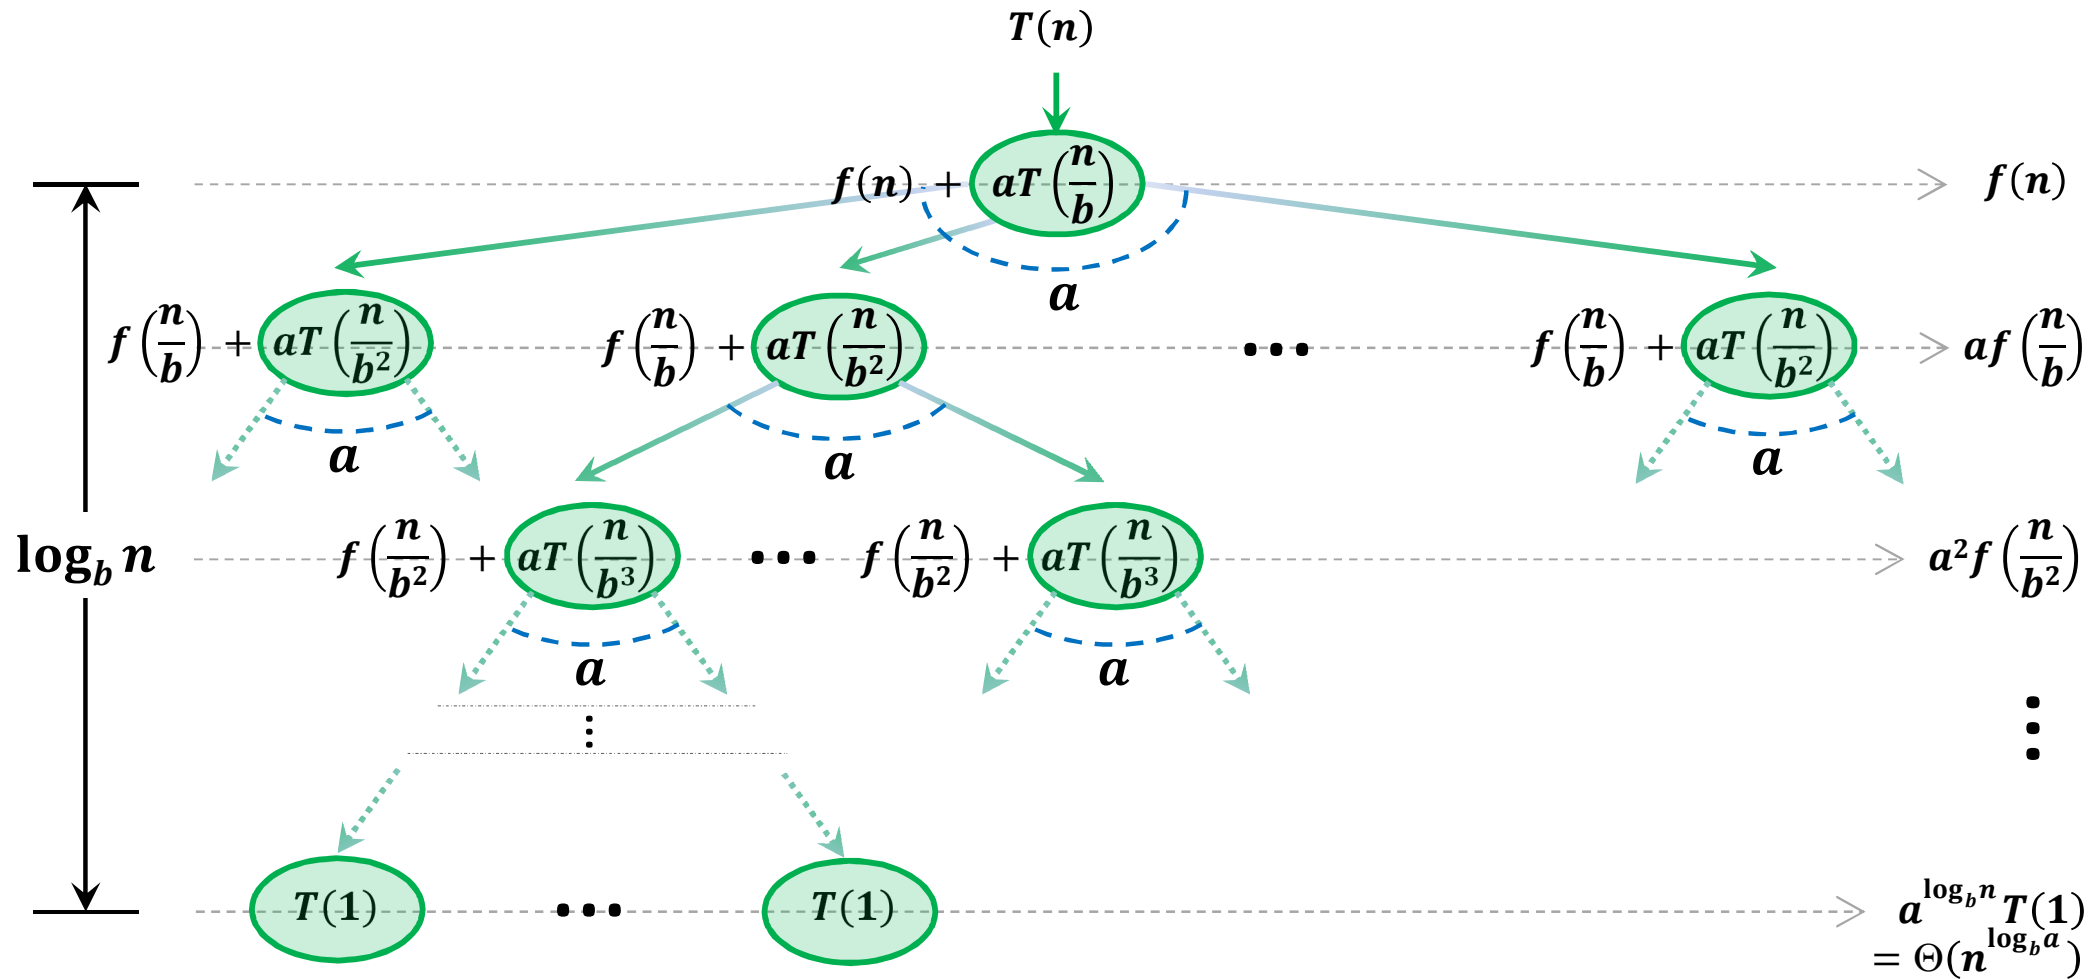 T(n)
f(n) + aT(n/b) f(n)
a
f(n/b) + aT(n/b²) f(n/b) + aT(n/b²) ••• f(n/b) + aT(n/b²) af(n/b)
a a a
log_b n f(n/b²) + aT(n/b³) ••• f(n/b²) + aT(n/b³) a²f(n/b²)
a a
⋮ ⋮
T(1) ••• T(1) a^{log_b n}T(1)
= Θ(n^{log_b a})